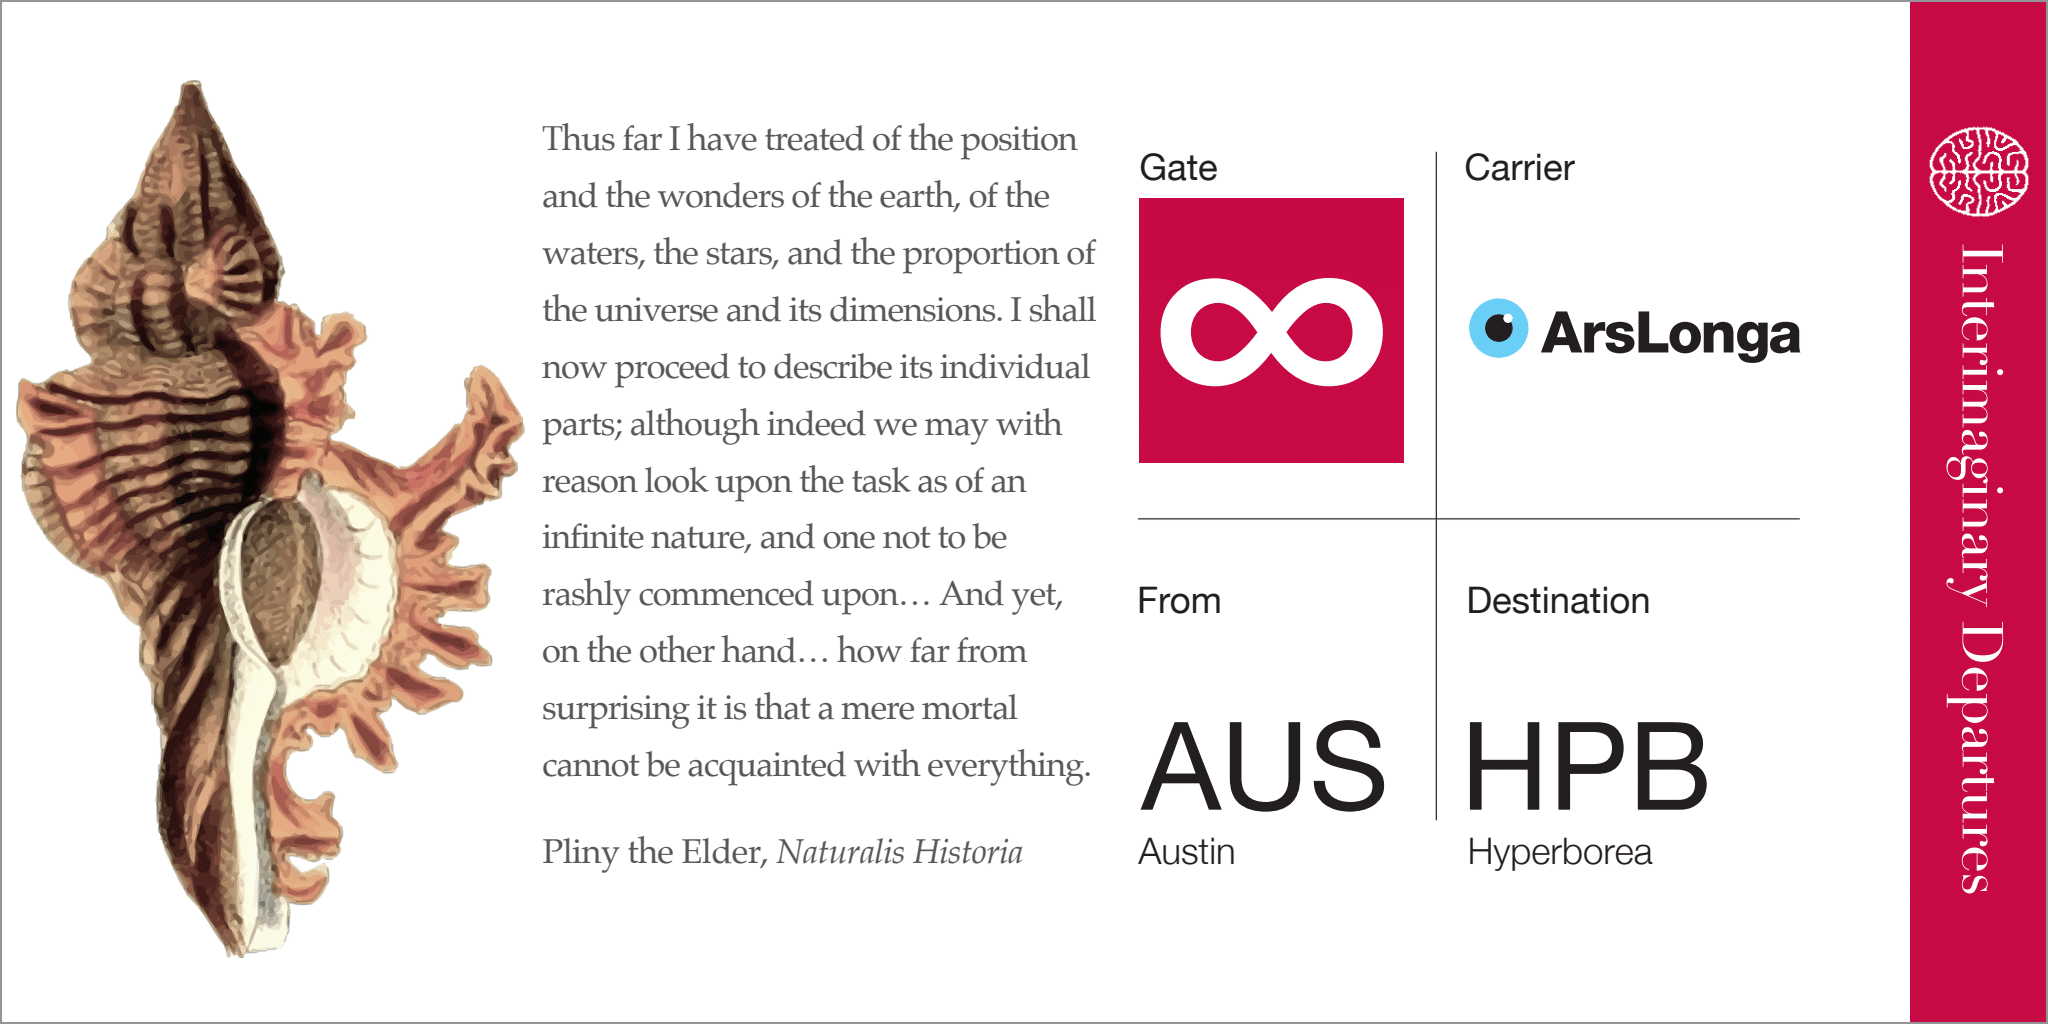 Thus far I have treated of the position
and the wonders of the earth, of the
waters, the stars, and the proportion of
the universe and its dimensions. I shall
now proceed to describe its individual
parts; although indeed we may with
reason look upon the task as of an
infinite nature, and one not to be
rashly commenced upon… And yet,
on the other hand… how far from
surprising it is that a mere mortal
cannot be acquainted with everything.
Pliny the Elder, Naturalis Historia
Gate
∞
Carrier
ArsLonga
From
AUS
Austin
Destination
HPB
Hyperborea
Interimaginary Departures